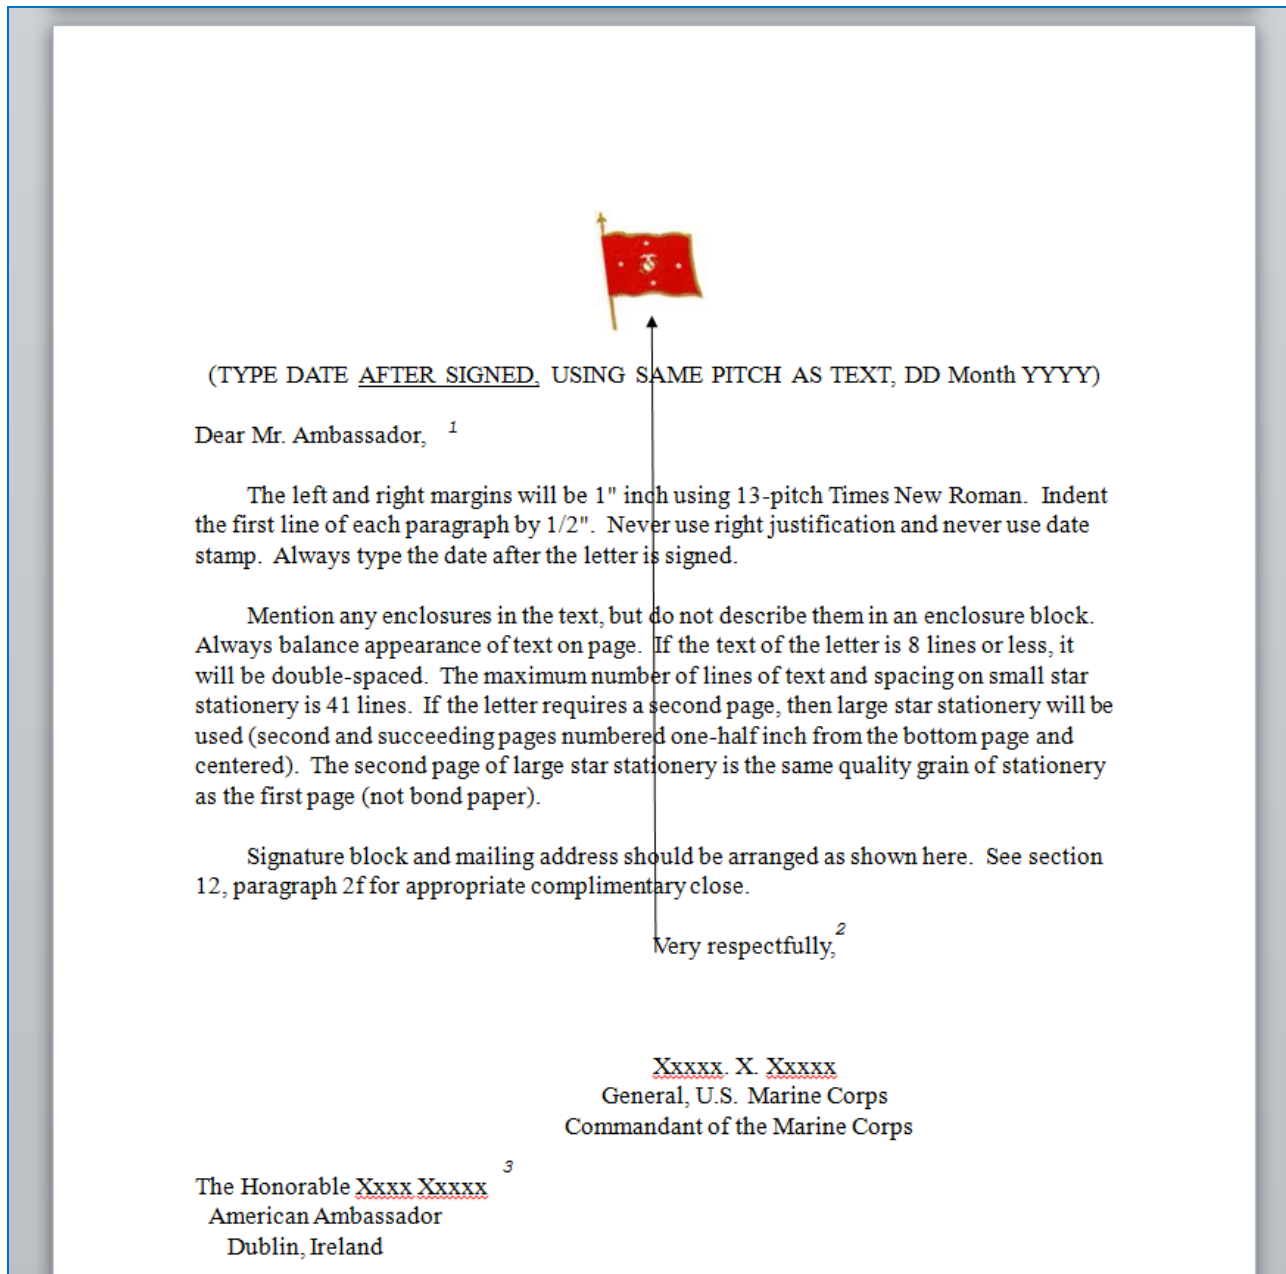 (TYPE DATE AFTER SIGNED, USING SAME PITCH AS TEXT, DD Month YYYY)
Dear Mr. Ambassador, 1
The left and right margins will be 1" inch using 13-pitch Times New Roman. Indent
the first line of each paragraph by 1/2". Never use right justification and never use date
stamp. Always type the date after the letter is signed.
Mention any enclosures in the text, but do not describe them in an enclosure block.
Always balance appearance of text on page. If the text of the letter is 8 lines or less, it
will be double-spaced. The maximum number of lines of text and spacing on small star
stationery is 41 lines. If the letter requires a second page, then large star stationery will be
used (second and succeeding pages numbered one-half inch from the bottom page and
centered). The second page of large star stationery is the same quality grain of stationery
as the first page (not bond paper).
Signature block and mailing address should be arranged as shown here. See section
12, paragraph 2f for appropriate complimentary close.
Very respectfully, 2
Xxxxx. X. Xxxxx
General, U.S. Marine Corps
Commandant of the Marine Corps
The Honorable Xxxx Xxxxx 3
American Ambassador
Dublin, Ireland